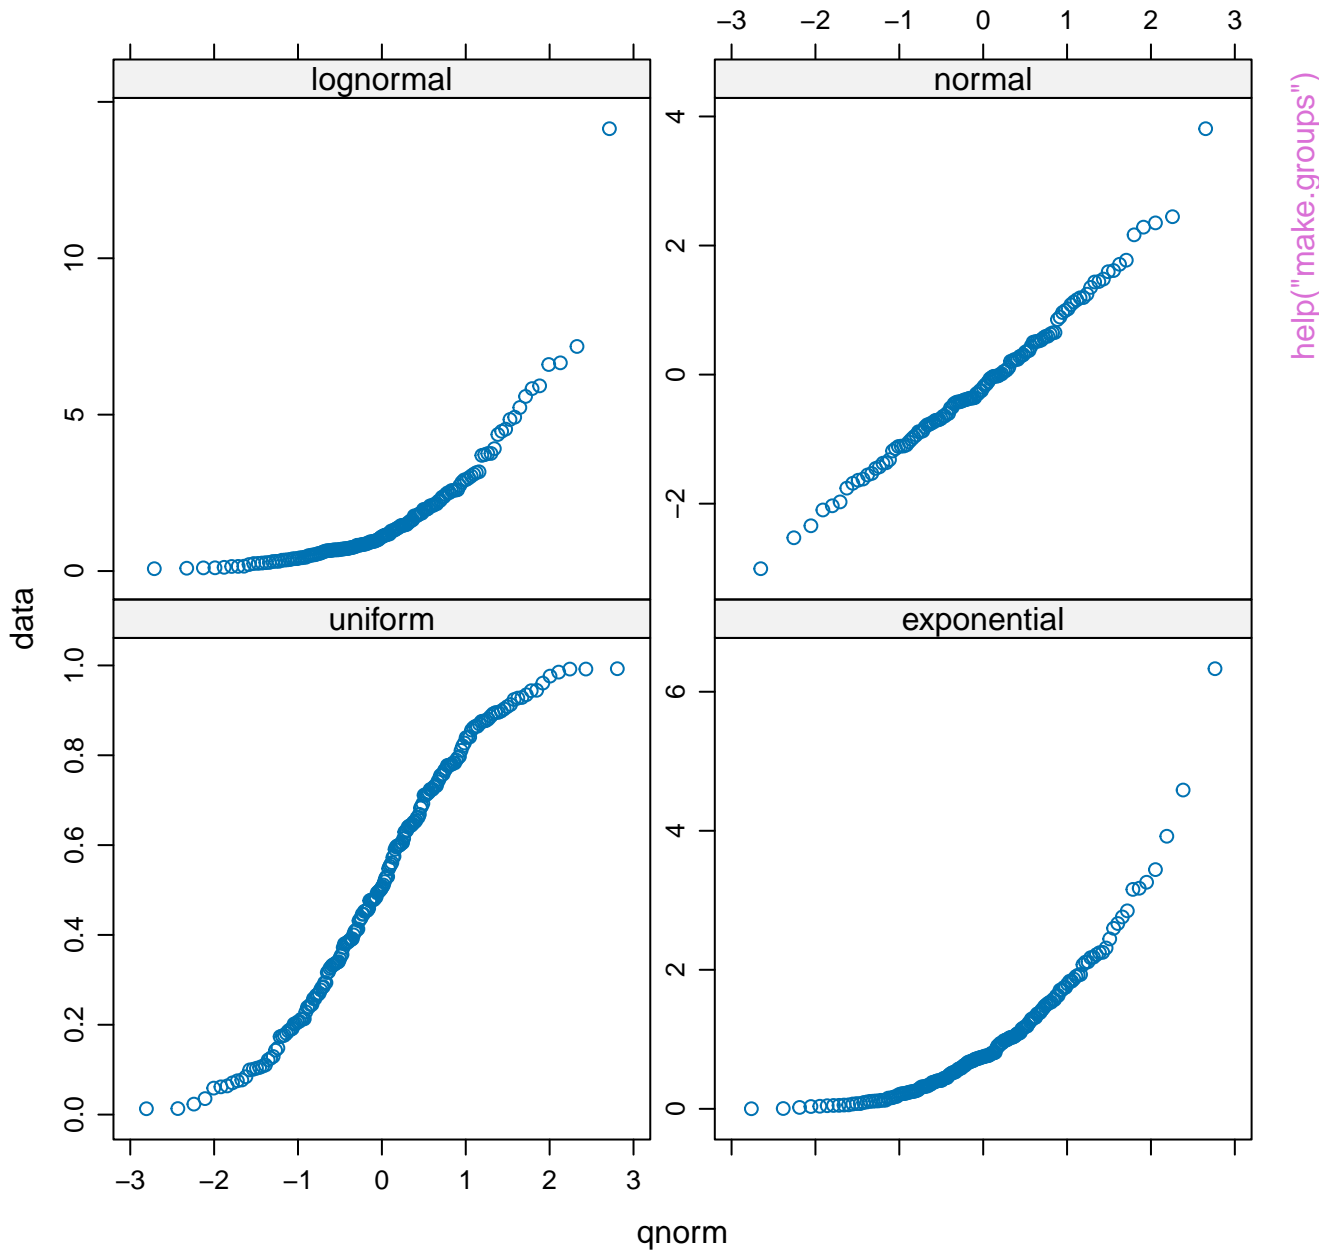 −3 −2 −1 0 1 2 3
lognormal
normal
0 5 10
−2 0 2 4
uniform
exponential
0.0 0.2 0.4 0.6 0.8 1.0
0 2 4 6
−3 −2 −1 0 1 2 3
data
qnorm
help("make.groups")